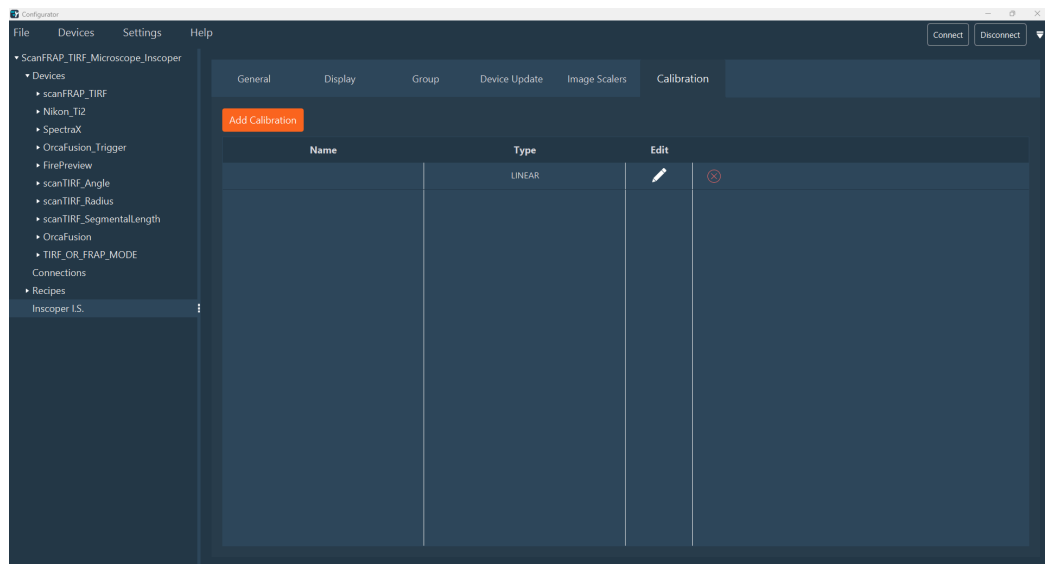 Configurator
File Devices Settings Help
Connect Disconnect
ScanFRAP_TIRF_Microscope_Inscoper
Devices
scanFRAP_TIRF
Nikon_Ti2
SpectraX
OrcaFusion_Trigger
FirePreview
scanTIRF_Angle
scanTIRF_Radius
scanTIRF_SegmentalLength
OrcaFusion
TIRF_OR_FRAP_MODE
Connections
Recipes
Inscoper I.S.
General Display Group Device Update Image Scalers Calibration
Add Calibration
Name Type Edit
LINEAR